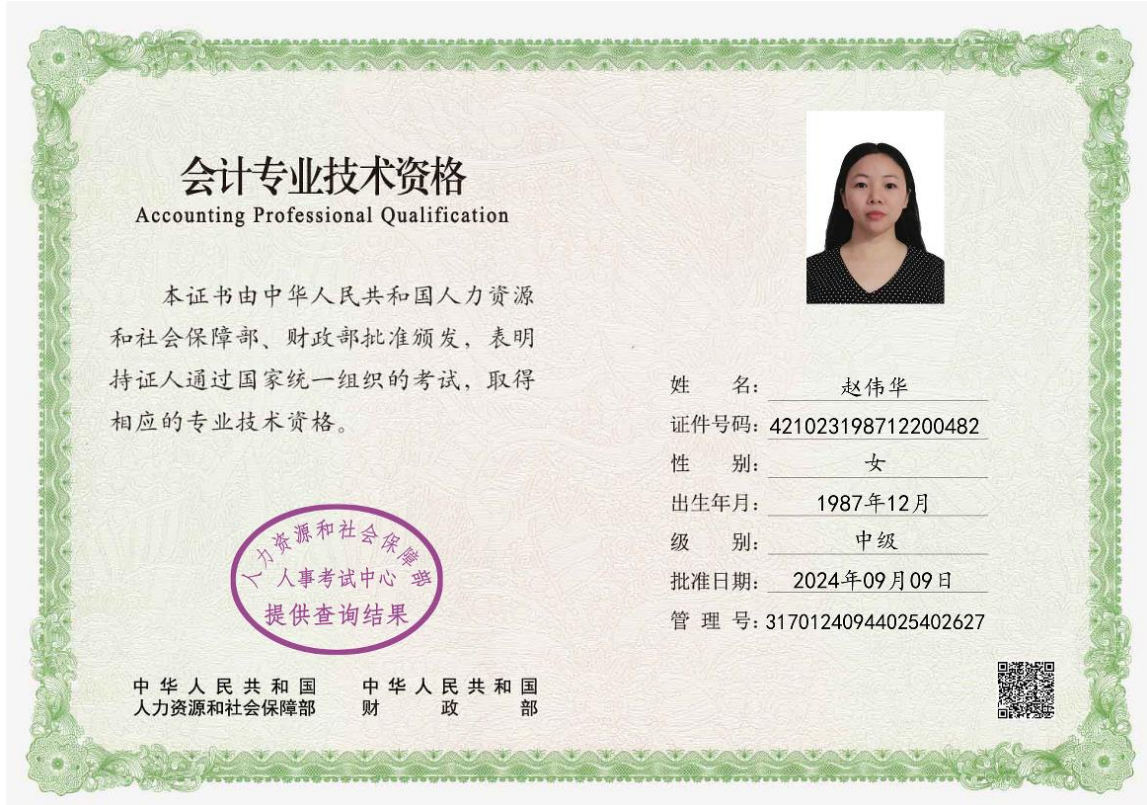 会计专业技术资格
Accounting Professional Qualification
本证书由中华人民共和国人力资源
和社会保障部、财政部批准颁发，表明
持证人通过国家统一组织的考试，取得
相应的专业技术资格。
人力资源和社会保障部
人事考试中心
提供查询结果
中华人民共和国
人力资源和社会保障部
中华人民共和国
财政部
姓名：赵伟华
证件号码：421023198712200482
性别：女
出生年月：1987年12月
级别：中级
批准日期：2024年09月09日
管理号：31701240944025402627